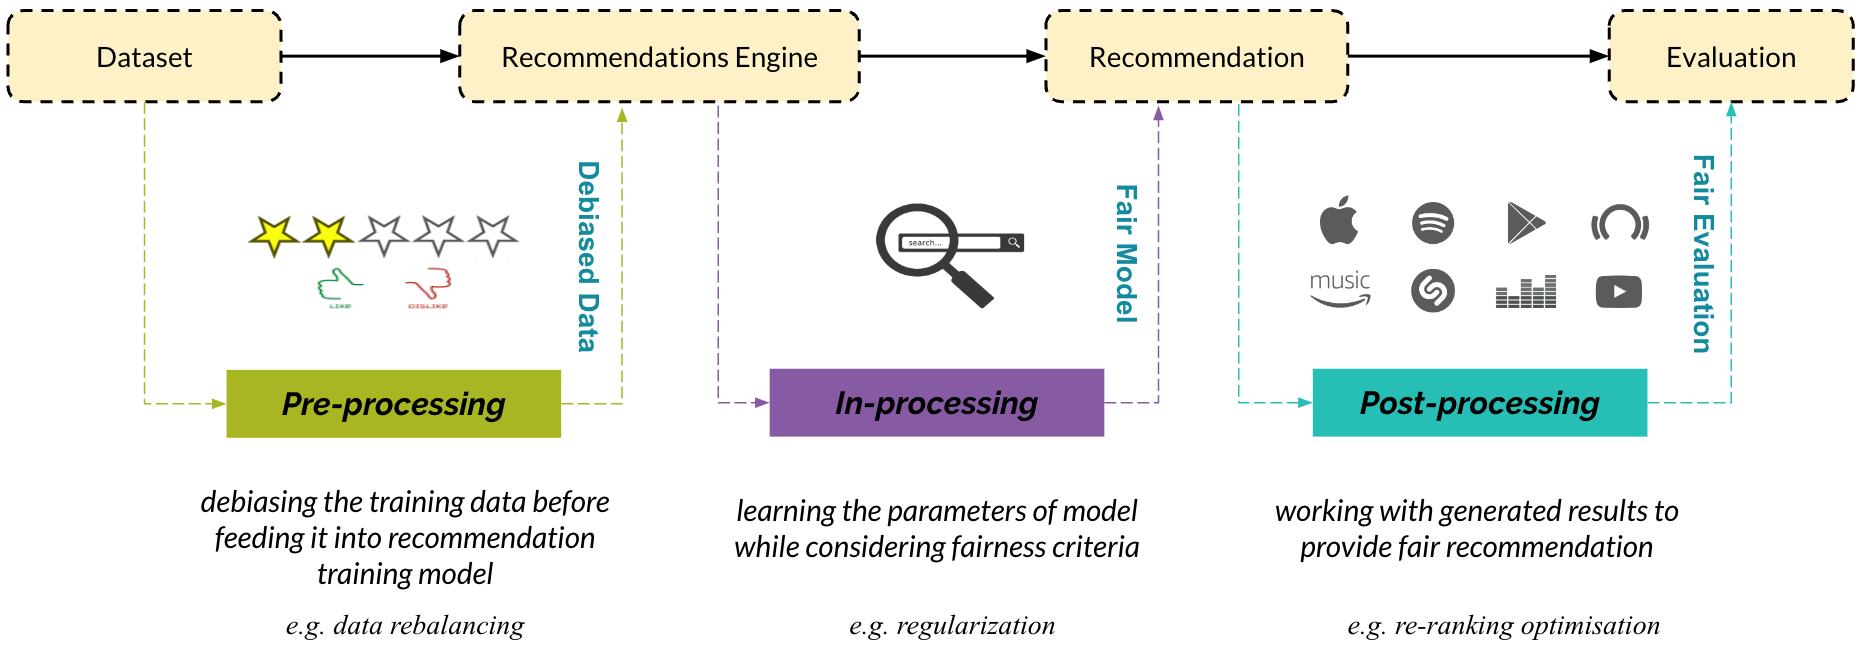 Dataset
Recommendations Engine
Recommendation
Evaluation
Debiased Data
Fair Model
Fair Evaluation
LIKE
DISLIKE
search...
music
Pre-processing
In-processing
Post-processing
debiasing the training data before
feeding it into recommendation
training model
learning the parameters of model
while considering fairness criteria
working with generated results to
provide fair recommendation
e.g. data rebalancing
e.g. regularization
e.g. re-ranking optimisation